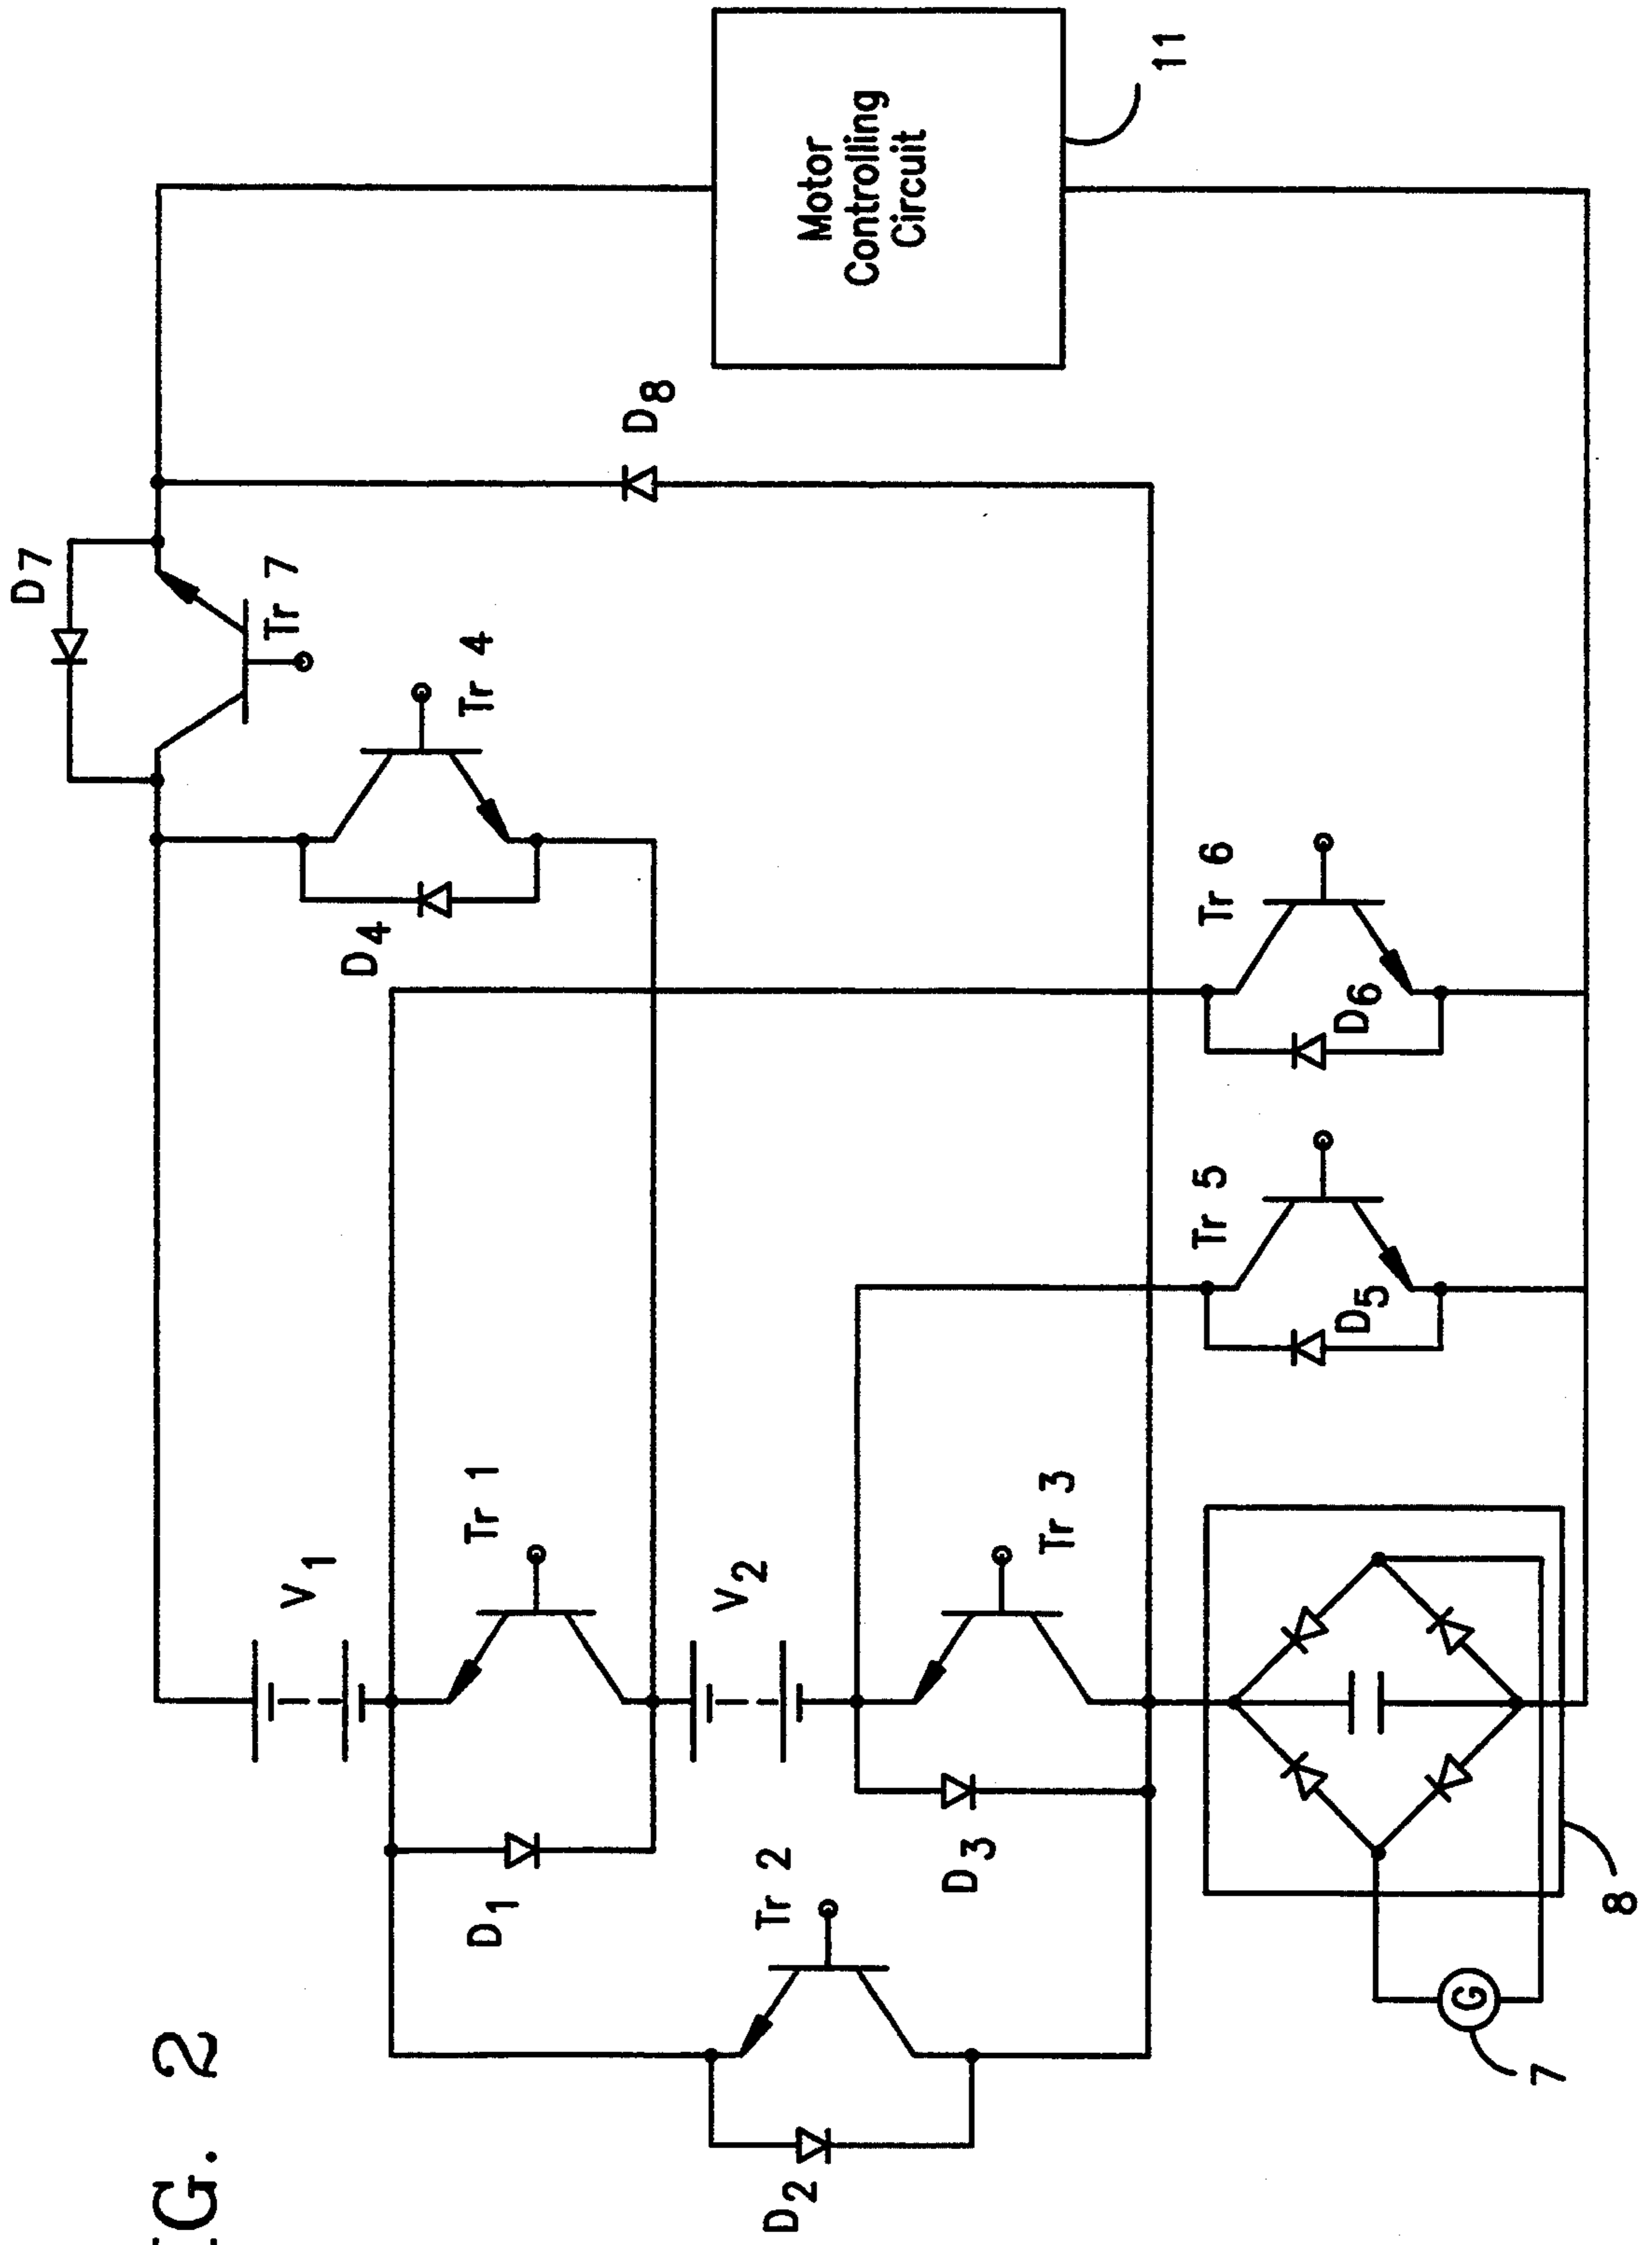 FIG. 2
D7
Tr 7
V1
Tr 4
D4
Tr 1
D1
D8
V2
Tr 2
D2
Tr 3
D3
Tr 6
D6
Tr 5
D5
Motor
Controlling
Circuit
11
G
7
8